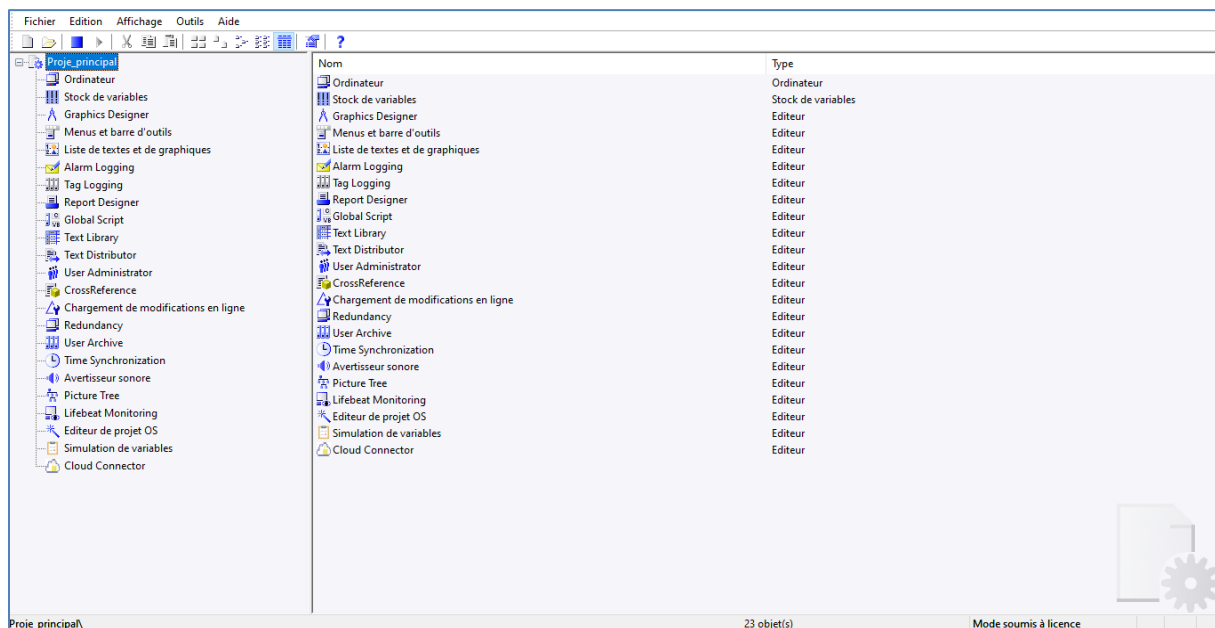 Fichier Edition Affichage Outils Aide
Proje_principal
Ordinateur
Stock de variables
Graphics Designer
Menus et barre d'outils
Liste de textes et de graphiques
Alarm Logging
Tag Logging
Report Designer
Global Script
Text Library
Text Distributor
User Administrator
CrossReference
Chargement de modifications en ligne
Redundancy
User Archive
Time Synchronization
Avertisseur sonore
Picture Tree
Lifebeat Monitoring
Editeur de projet OS
Simulation de variables
Cloud Connector
Nom Type
Ordinateur Ordinateur
Stock de variables Stock de variables
Graphics Designer Editeur
Menus et barre d'outils Editeur
Liste de textes et de graphiques Editeur
Alarm Logging Editeur
Tag Logging Editeur
Report Designer Editeur
Global Script Editeur
Text Library Editeur
Text Distributor Editeur
User Administrator Editeur
CrossReference Editeur
Chargement de modifications en ligne Editeur
Redundancy Editeur
User Archive Editeur
Time Synchronization Editeur
Avertisseur sonore Editeur
Picture Tree Editeur
Lifebeat Monitoring Editeur
Editeur de projet OS Editeur
Simulation de variables Editeur
Cloud Connector Editeur
Proje_principal\ 23 objet(s) Mode soumis à licence